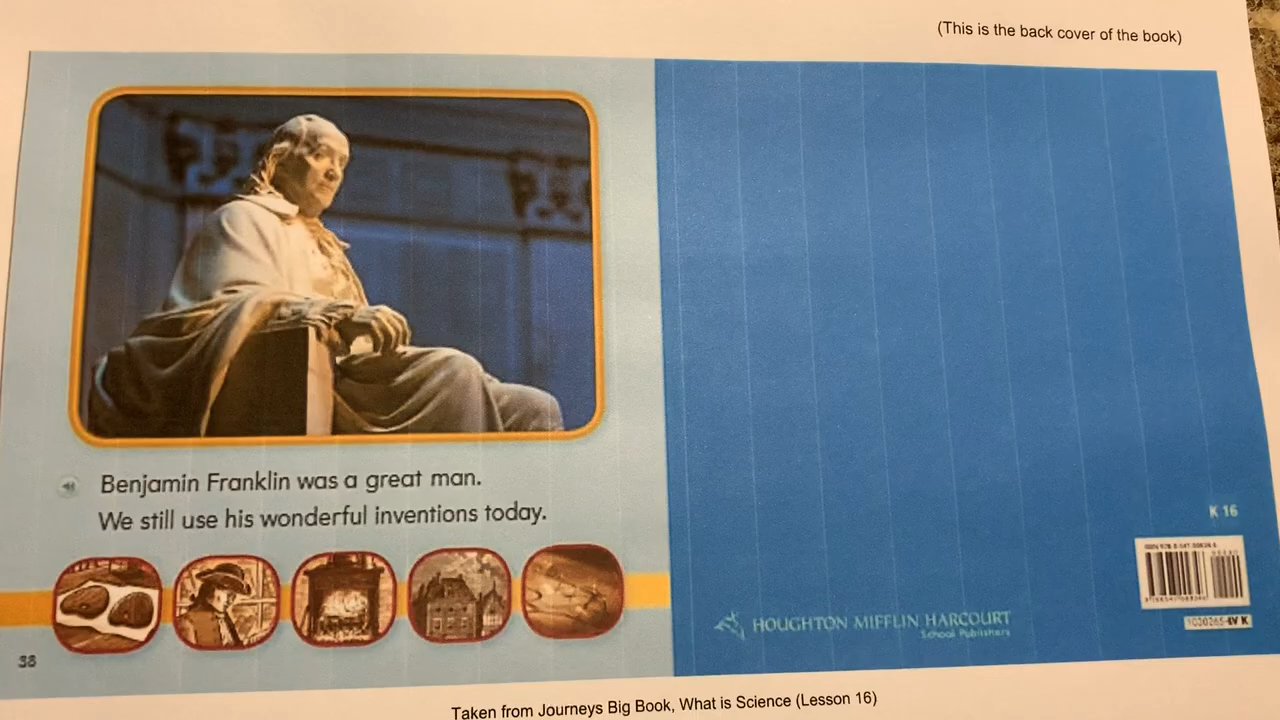 (This is the back cover of the book)
Benjamin Franklin was a great man.
We still use his wonderful inventions today.
38
K 16
HOUGHTON MIFFLIN HARCOURT
School Publishers
Taken from Journeys Big Book, What is Science (Lesson 16)